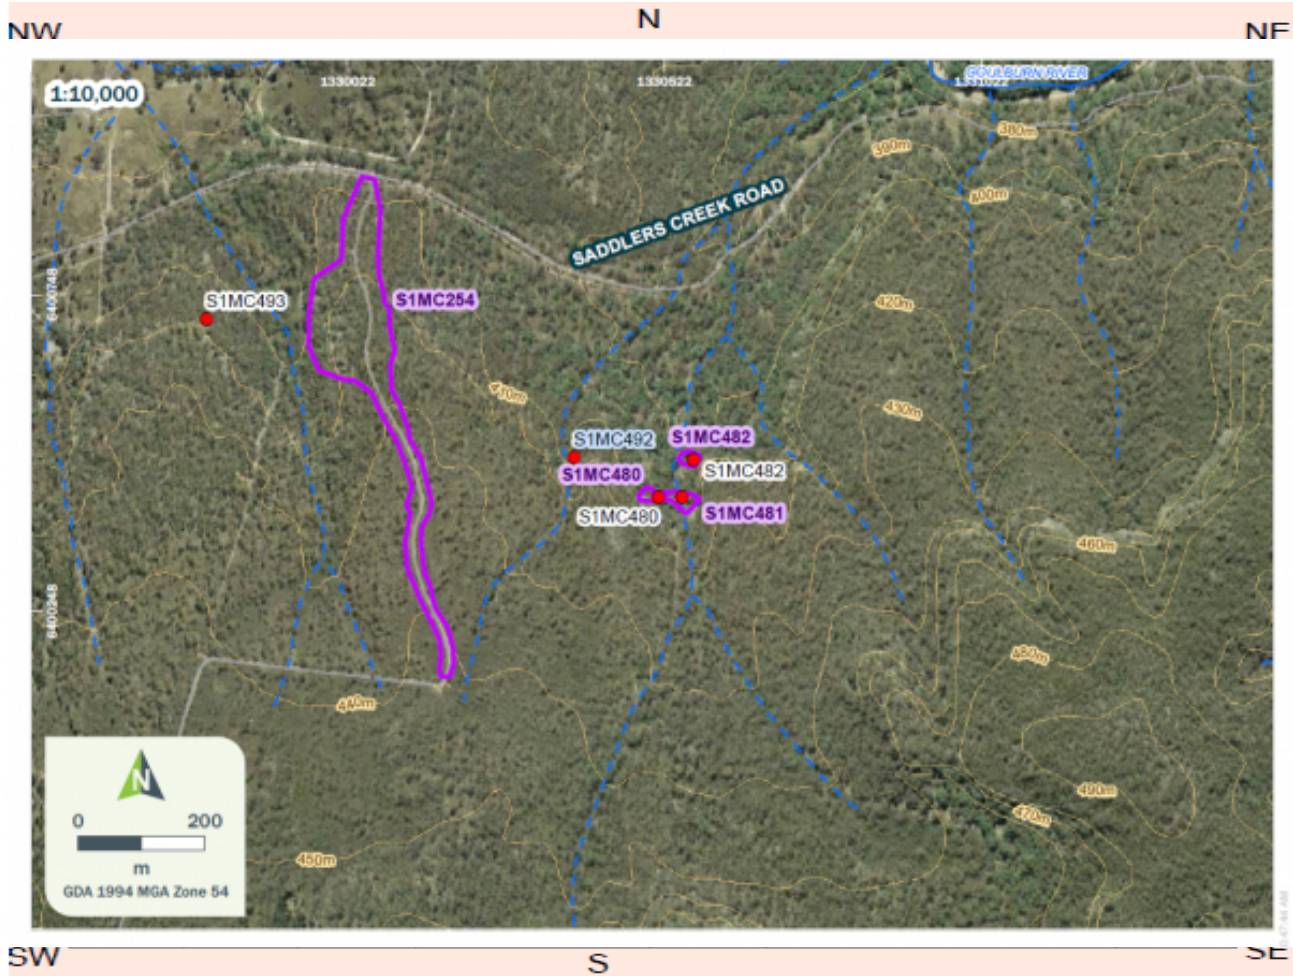 N
NW
NE
1330022
1330522
1331022
GOULBURN RIVER
1:10,000
380m
390m
400m
SADDLERS CREEK ROAD
6400748
S1MC493
S1MC254
420m
410m
430m
S1MC492
S1MC482
S1MC480
S1MC482
S1MC480
S1MC481
460m
6400248
480m
440m
N
0 200
m
GDA 1994 MGA Zone 54
490m
470m
450m
SW
S
SE